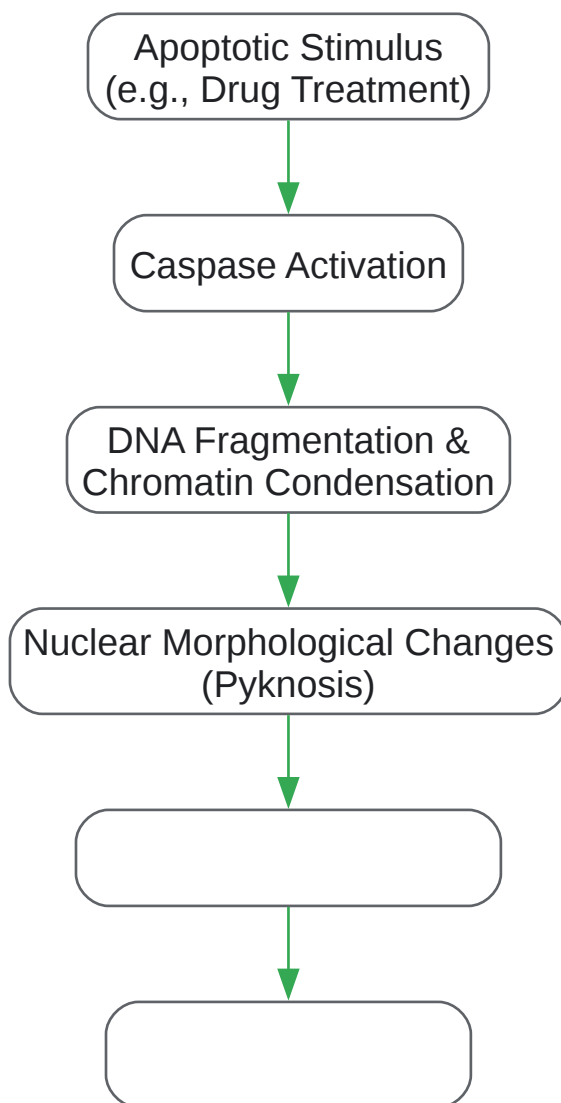 Apoptotic Stimulus
(e.g., Drug Treatment)
Caspase Activation
DNA Fragmentation &
Chromatin Condensation
Nuclear Morphological Changes
(Pyknosis)